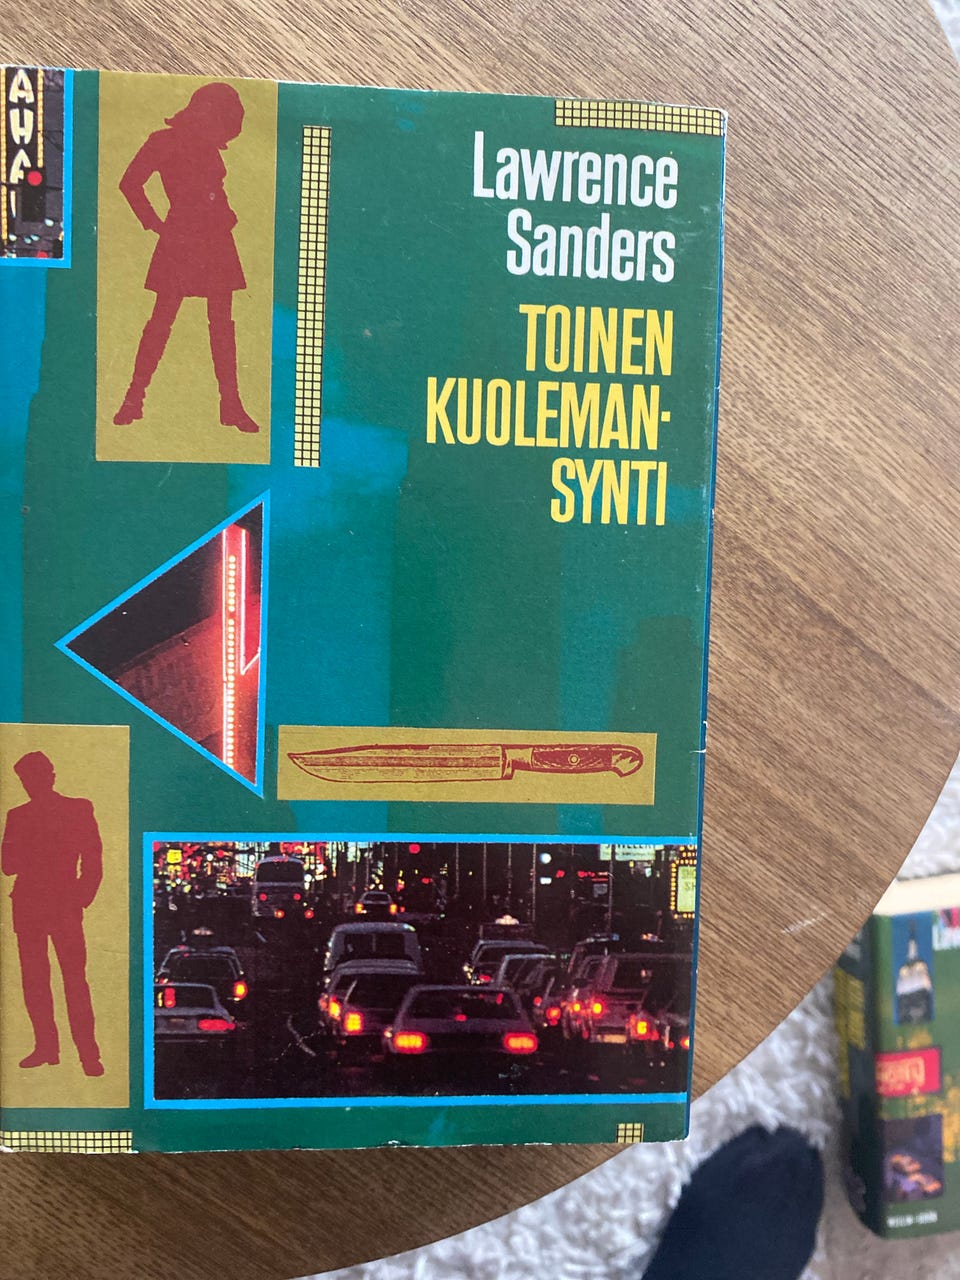 Lawrence
Sanders
TOINEN
KUOLEMAN-
SYNTI